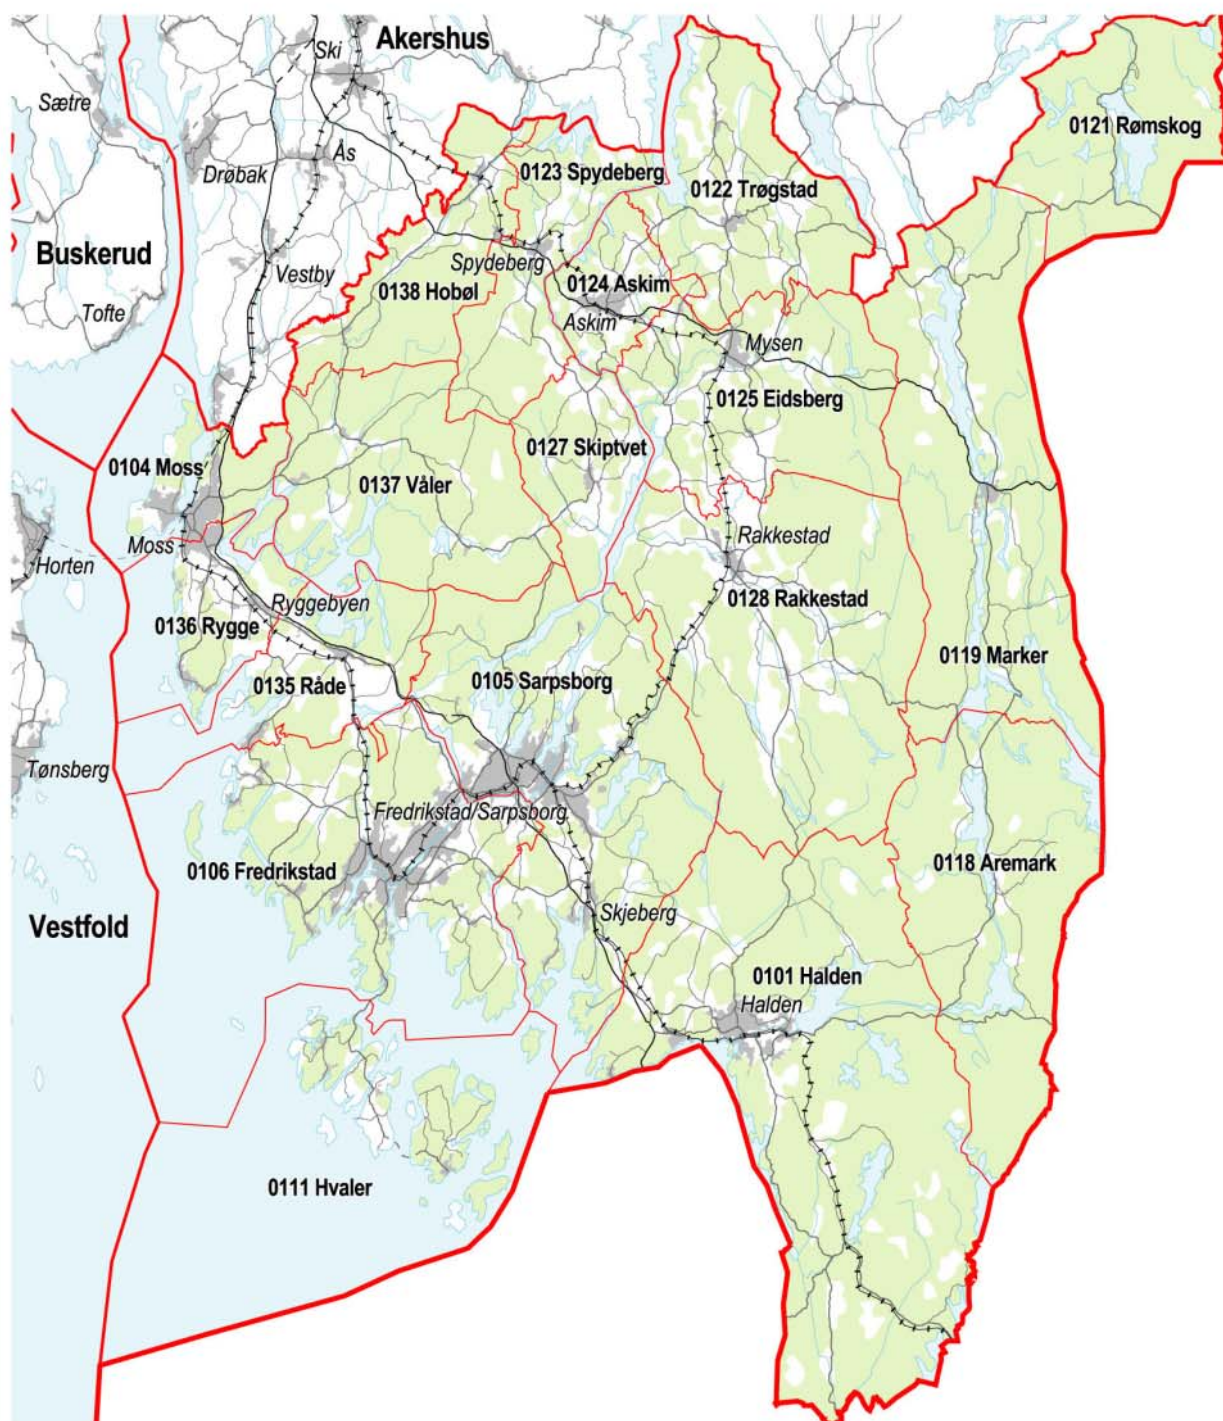 Akershus
Ski
Sætre
0121 Rømskog
Ås
Drøbak
0123 Spydeberg
0122 Trøgstad
Buskerud
Spydeberg
Vestby
0124 Askim
0138 Hobøl
Tofte
Askim
Mysen
0125 Eidsberg
0127 Skiptvet
0104 Moss
0137 Våler
Rakkestad
Moss
Horten
0128 Rakkestad
Ryggebyen
0136 Rygge
0119 Marker
0135 Råde
0105 Sarpsborg
Tønsberg
Fredrikstad/Sarpsborg
0118 Aremark
0106 Fredrikstad
Skjeberg
Vestfold
0101 Halden
Halden
0111 Hvaler